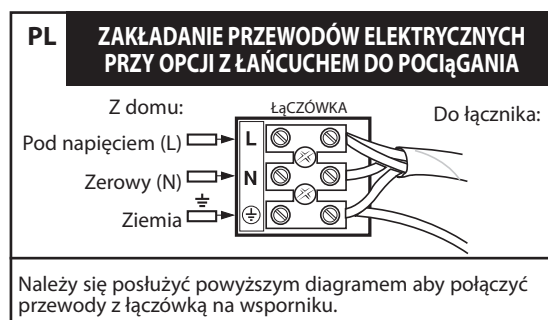 PL
ZAKŁADANIE PRZEWODÓW ELEKTRYCZNYCH
PRZY OPCJI Z ŁAŃCUCHEM DO POCIąGANIA
Z domu:
ŁąCZÓWKA
Do łącznika:
Pod napięciem (L)
L
Zerowy (N)
N
Ziemia
Należy się posłużyć powyższym diagramem aby połączyć
przewody z łączówką na wsporniku.